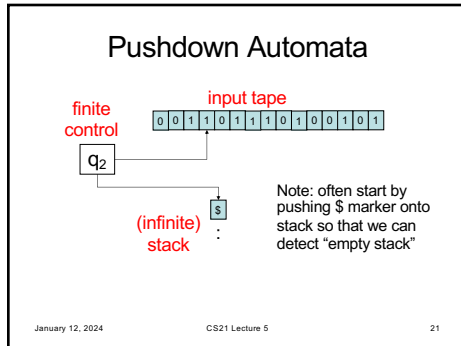 Pushdown Automata
input tape
finite
control
0 0 1 1 0 1 1 1 0 1 0 0 1 0 1
q2
(infinite)
stack
$
:
Note: often start by
pushing $ marker onto
stack so that we can
detect “empty stack”
January 12, 2024 CS21 Lecture 5 21